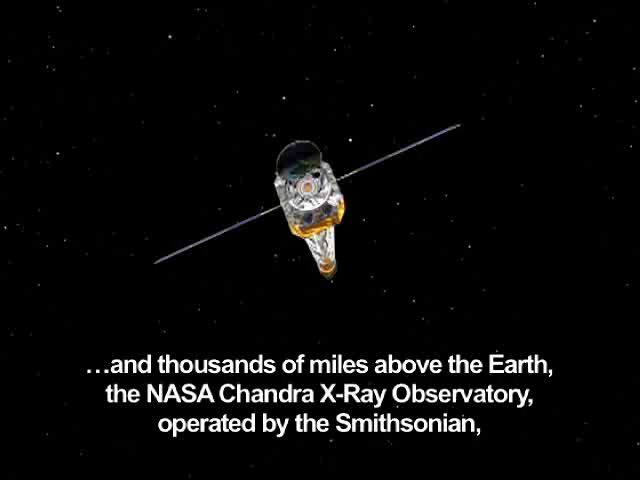 …and thousands of miles above the Earth,
the NASA Chandra X-Ray Observatory,
operated by the Smithsonian,